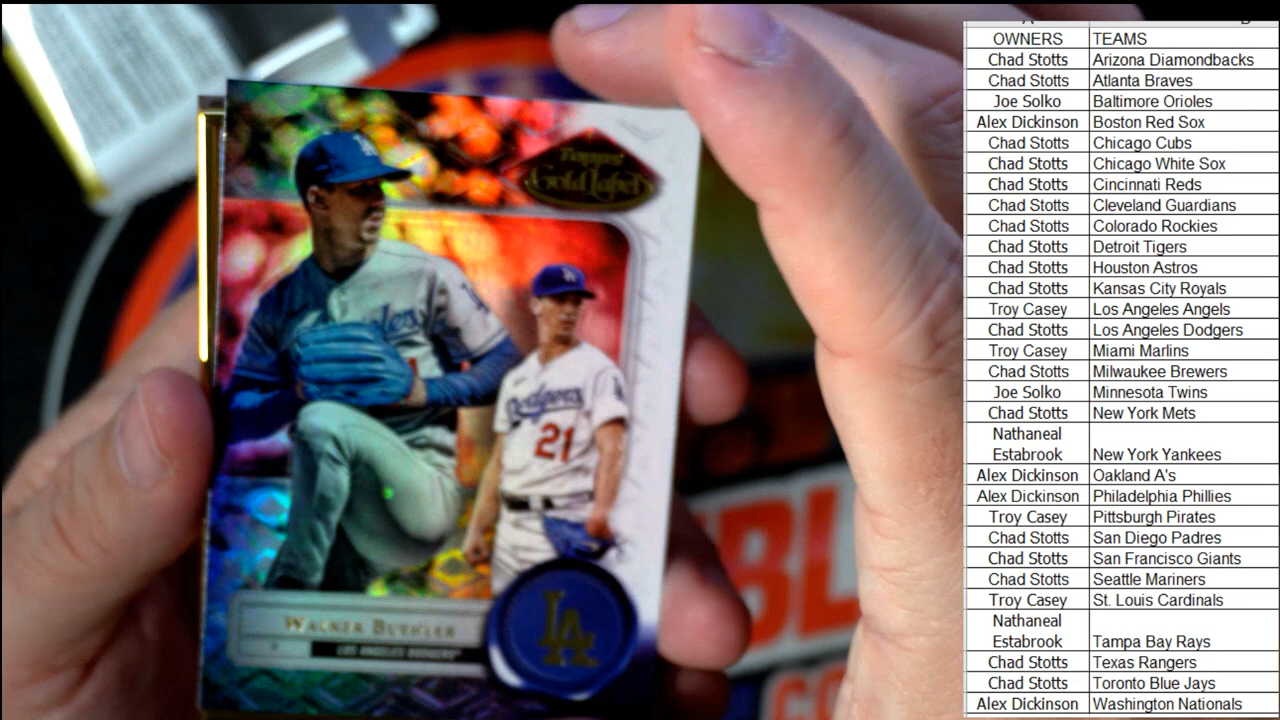 Topps
Gold Label
Dodgers
21
LA
WALKER BUEHLER
LOS ANGELES DODGERS
BL
OWNERS TEAMS
Chad Stotts Arizona Diamondbacks
Chad Stotts Atlanta Braves
Joe Solko Baltimore Orioles
Alex Dickinson Boston Red Sox
Chad Stotts Chicago Cubs
Chad Stotts Chicago White Sox
Chad Stotts Cincinnati Reds
Chad Stotts Cleveland Guardians
Chad Stotts Colorado Rockies
Chad Stotts Detroit Tigers
Chad Stotts Houston Astros
Chad Stotts Kansas City Royals
Troy Casey Los Angeles Angels
Chad Stotts Los Angeles Dodgers
Troy Casey Miami Marlins
Chad Stotts Milwaukee Brewers
Joe Solko Minnesota Twins
Chad Stotts New York Mets
Nathaneal
Estabrook New York Yankees
Alex Dickinson Oakland A's
Alex Dickinson Philadelphia Phillies
Troy Casey Pittsburgh Pirates
Chad Stotts San Diego Padres
Chad Stotts San Francisco Giants
Chad Stotts Seattle Mariners
Troy Casey St. Louis Cardinals
Nathaneal
Estabrook Tampa Bay Rays
Chad Stotts Texas Rangers
Chad Stotts Toronto Blue Jays
Alex Dickinson Washington Nationals